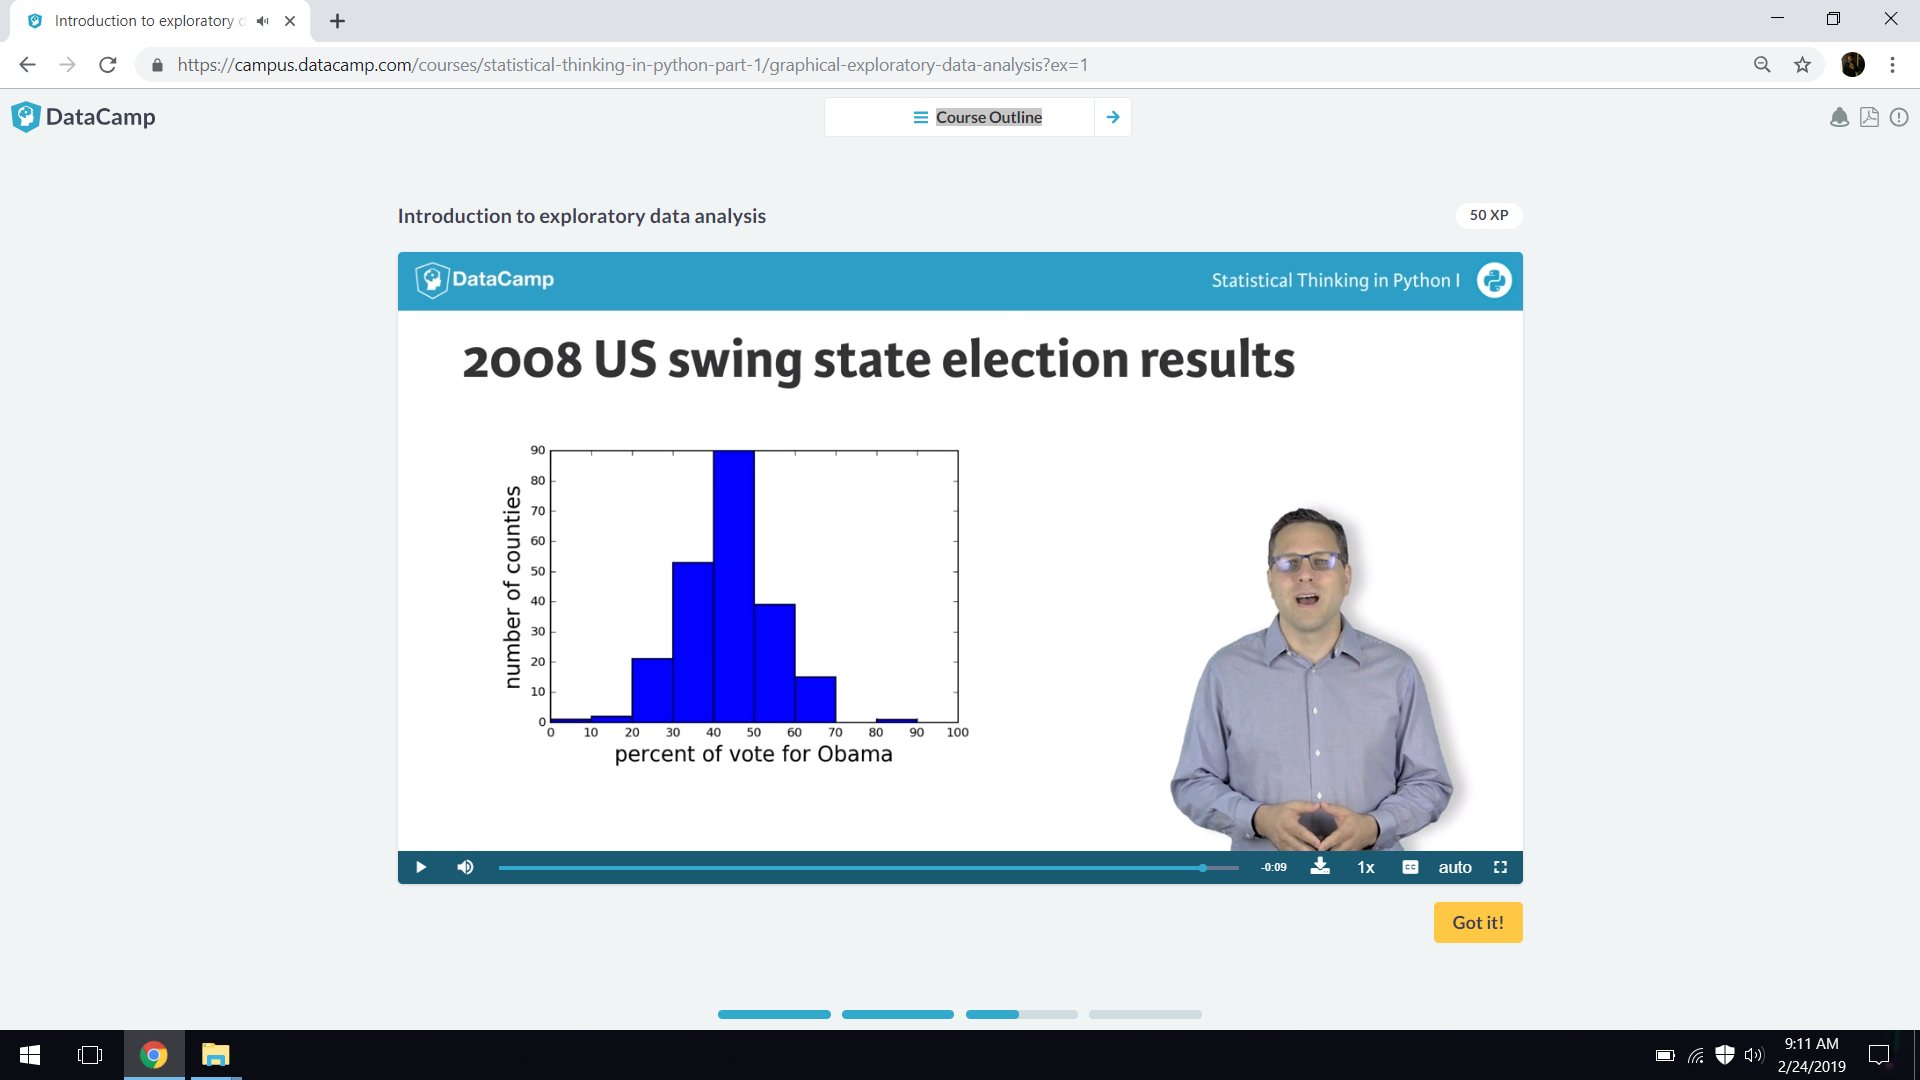 Introduction to exploratory d
https://campus.datacamp.com/courses/statistical-thinking-in-python-part-1/graphical-exploratory-data-analysis?ex=1
DataCamp
Course Outline
Introduction to exploratory data analysis
50 XP
DataCamp
Statistical Thinking in Python I
2008 US swing state election results
number of counties
90
80
70
60
50
40
30
20
10
0
0 10 20 30 40 50 60 70 80 90 100
percent of vote for Obama
-0:09
1x
cc
auto
Got it!
9:11 AM
2/24/2019